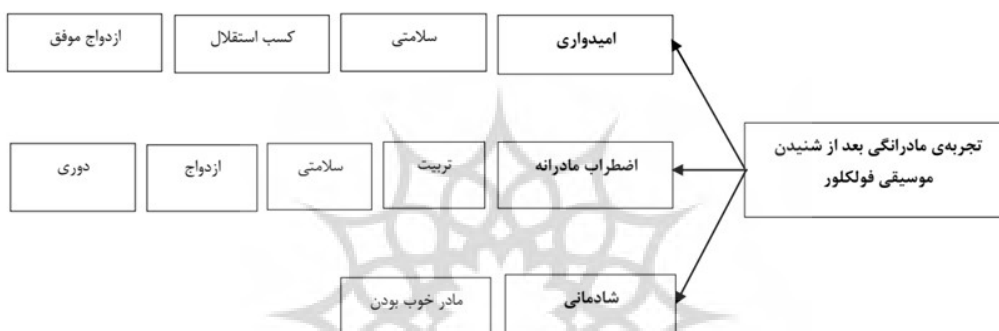 امیدواری
سلامتی
کسب استقلال
ازدواج موفق
تجربه‌ی مادرانگی بعد از شنیدن
موسیقی فولکلور
اضطراب مادرانه
تربیت
سلامتی
ازدواج
دوری
شادمانی
مادر خوب بودن